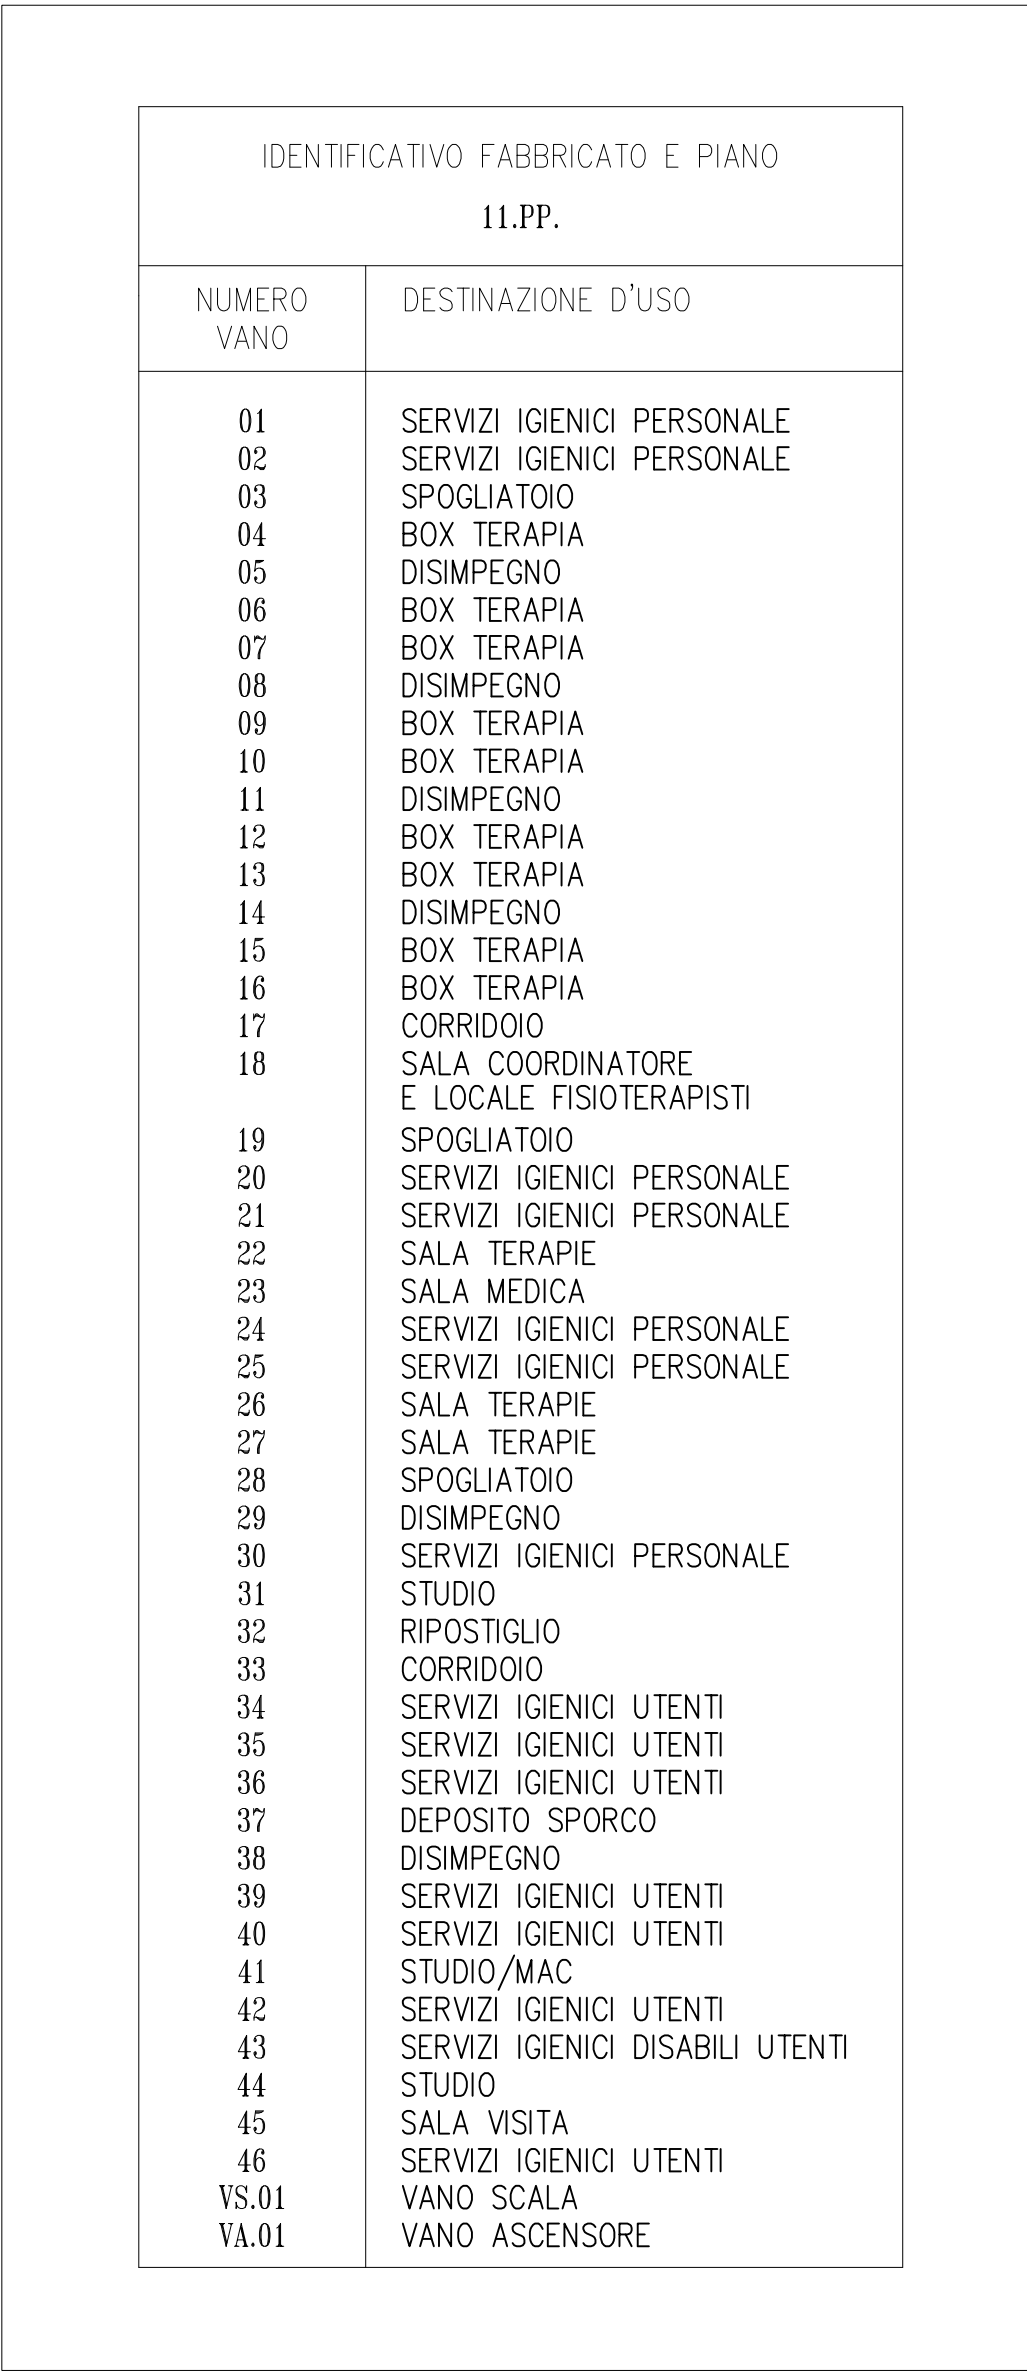 IDENTIFICATIVO FABBRICATO E PIANO
11.PP.
NUMERO VANO DESTINAZIONE D'USO
01 SERVIZI IGIENICI PERSONALE
02 SERVIZI IGIENICI PERSONALE
03 SPOGLIATOIO
04 BOX TERAPIA
05 DISIMPEGNO
06 BOX TERAPIA
07 BOX TERAPIA
08 DISIMPEGNO
09 BOX TERAPIA
10 BOX TERAPIA
11 DISIMPEGNO
12 BOX TERAPIA
13 BOX TERAPIA
14 DISIMPEGNO
15 BOX TERAPIA
16 BOX TERAPIA
17 CORRIDOIO
18 SALA COORDINATORE
E LOCALE FISIOTERAPISTI
19 SPOGLIATOIO
20 SERVIZI IGIENICI PERSONALE
21 SERVIZI IGIENICI PERSONALE
22 SALA TERAPIE
23 SALA MEDICA
24 SERVIZI IGIENICI PERSONALE
25 SERVIZI IGIENICI PERSONALE
26 SALA TERAPIE
27 SALA TERAPIE
28 SPOGLIATOIO
29 DISIMPEGNO
30 SERVIZI IGIENICI PERSONALE
31 STUDIO
32 RIPOSTIGLIO
33 CORRIDOIO
34 SERVIZI IGIENICI UTENTI
35 SERVIZI IGIENICI UTENTI
36 SERVIZI IGIENICI UTENTI
37 DEPOSITO SPORCO
38 DISIMPEGNO
39 SERVIZI IGIENICI UTENTI
40 SERVIZI IGIENICI UTENTI
41 STUDIO/MAC
42 SERVIZI IGIENICI UTENTI
43 SERVIZI IGIENICI DISABILI UTENTI
44 STUDIO
45 SALA VISITA
46 SERVIZI IGIENICI UTENTI
VS.01 VANO SCALA
VA.01 VANO ASCENSORE